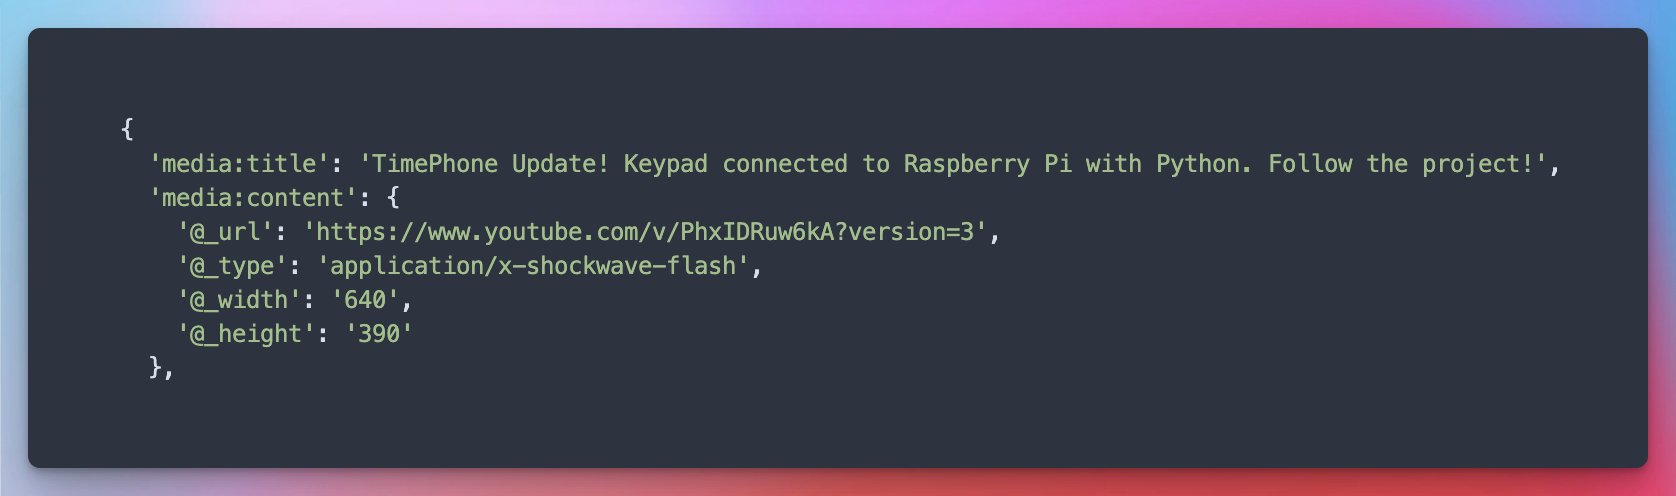 {
'media:title': 'TimePhone Update! Keypad connected to Raspberry Pi with Python. Follow the project!',
'media:content': {
'@_url': 'https://www.youtube.com/v/PhxIDRuw6kA?version=3',
'@_type': 'application/x-shockwave-flash',
'@_width': '640',
'@_height': '390'
},